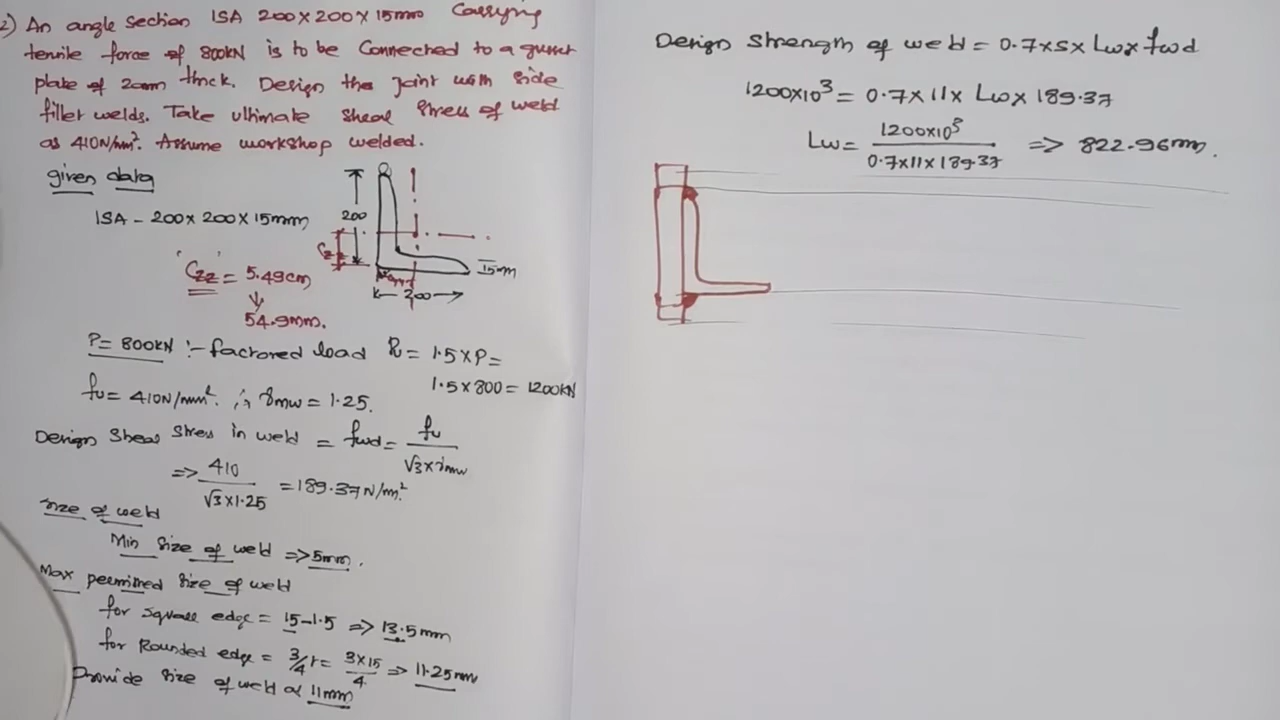 2) An angle section ISA 200×200×15mm Carrying
tensile force of 800kN is to be Connected to a gusset
plate of 20mm thick. Design the joint with side
fillet welds. Take ultimate shear stress of weld
as 410N/mm². Assume workshop welded.
given data
ISA - 200×200×15mm
200
Czz
15mm
200
'Czz' = 5.49cm
54.9mm.
P= 800kN :- factored load Pu= 1.5×P=
1.5×800= 1200kN
fu= 410N/mm². ∴ γmw= 1.25.
Design Shear Stress in weld = fwd= fu
√3×γmw
=> 410
√3×1.25
= 189.37N/mm²
Size of weld
Min Size of weld => 5mm.
Max permitted size of weld
for square edge = 15-1.5 => 13.5mm
for Rounded edge = 3/4 t= 3×15/4 => 11.25mm
Provide size of weld as 11mm
Design Strength of weld = 0.7×S×Lw×fwd
1200×10³= 0.7×11×Lw×189.37
Lw= 1200×10³
0.7×11×189.37
=> 822.96mm.